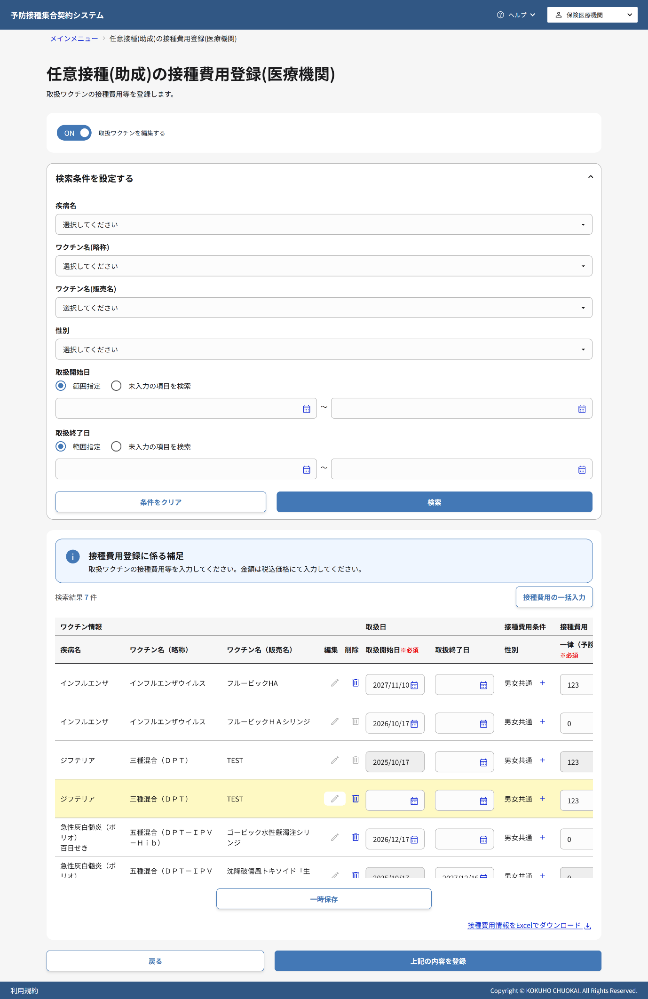 予防接種集合契約システム
ヘルプ
保険医療機関
メインメニュー > 任意接種(助成)の接種費用登録(医療機関)
任意接種(助成)の接種費用登録(医療機関)
取扱ワクチンの接種費用等を登録します。
ON 取扱ワクチンを編集する
検索条件を設定する
疾病名
選択してください
ワクチン名(略称)
選択してください
ワクチン名(販売名)
選択してください
性別
選択してください
取扱開始日
範囲指定 未入力の項目を検索
～
取扱終了日
範囲指定 未入力の項目を検索
～
条件をクリア 検索
接種費用登録に係る補足
取扱ワクチンの接種費用等を入力してください。金額は税込価格にて入力してください。
検索結果 7 件 接種費用の一括入力
ワクチン情報 取扱日 接種費用条件 接種費用
疾病名 ワクチン名（略称） ワクチン名（販売名） 編集 削除 取扱開始日※必須 取扱終了日 性別 一律（予診
※必須
インフルエンザ インフルエンザウイルス フルービックHA 2027/11/10 男女共通 + 123
インフルエンザ インフルエンザウイルス フルービックＨＡシリンジ 2026/10/17 男女共通 + 0
ジフテリア 三種混合（ＤＰＴ） TEST 2025/10/17 男女共通 + 123
ジフテリア 三種混合（ＤＰＴ） TEST 男女共通 + 123
急性灰白髄炎（ポ
リオ）
百日せき 五種混合（ＤＰＴ－ＩＰＶ
－Ｈｉｂ） ゴービック水性懸濁注シリ
ンジ 2026/12/17 男女共通 + 0
急性灰白髄炎（ポ
リオ） 五種混合（ＤＰＴ－ＩＰＶ 沈降破傷風トキソイド「生 2025/10/17 2027/12/16 男女共通 + 0
一時保存
接種費用情報をExcelでダウンロード
戻る 上記の内容を登録
利用規約 Copyright © KOKUHO CHUOKAI. All Rights Reserved.